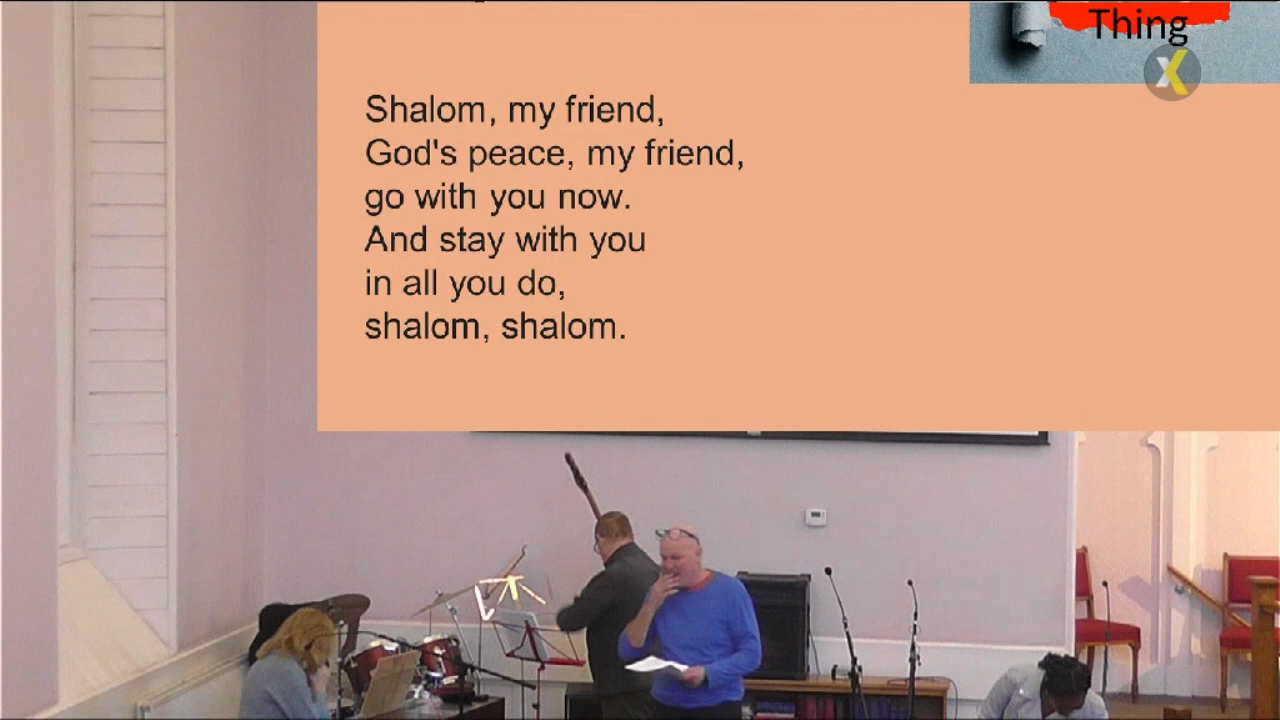 Thing
Shalom, my friend,
God's peace, my friend,
go with you now.
And stay with you
in all you do,
shalom, shalom.